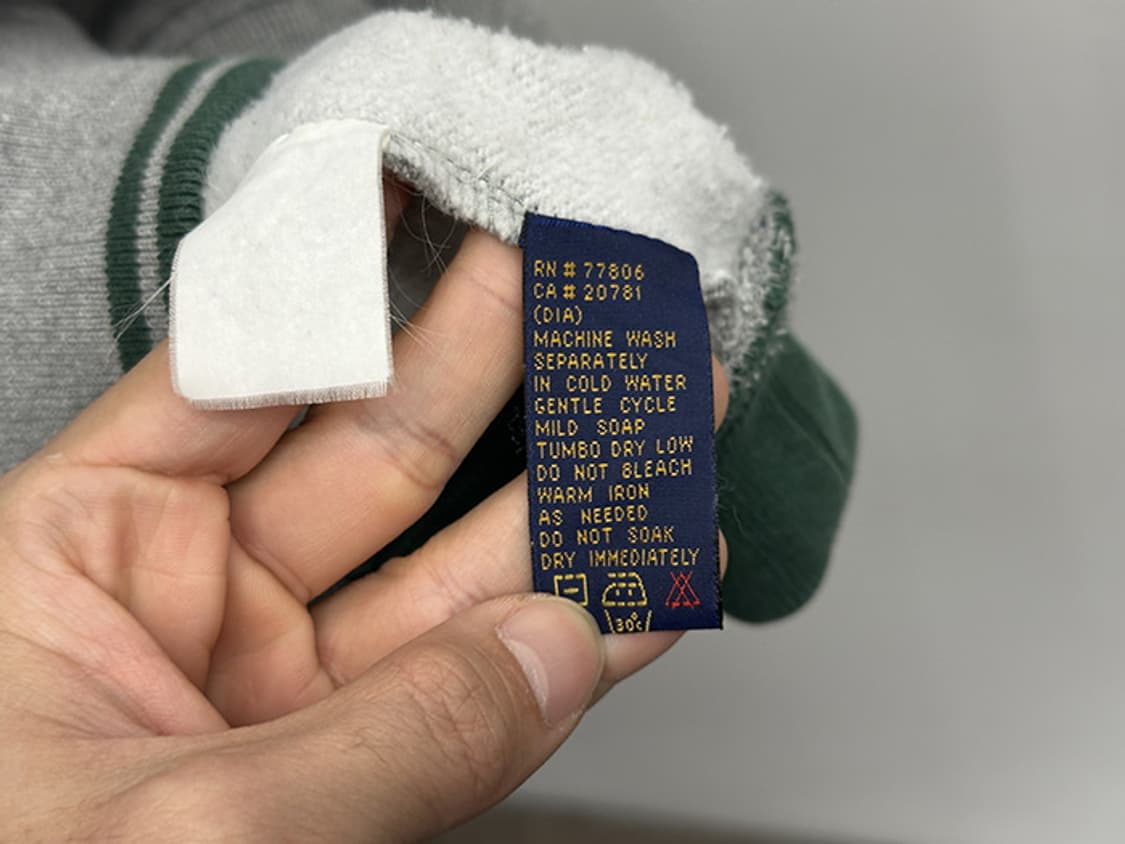 RN # 77806
CA # 20781
(DIA)
MACHINE WASH
SEPARATELY
IN COLD WATER
GENTLE CYCLE
MILD SOAP
TUMBO DRY LOW
DO NOT BLEACH
WARM IRON
AS NEEDED
DO NOT SOAK
DRY IMMEDIATELY
30°C